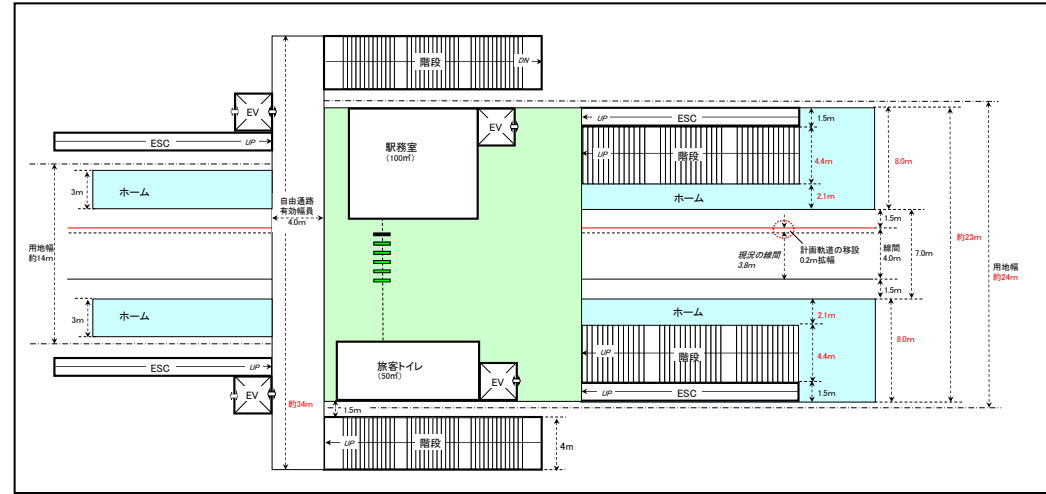 階段
DN
EV
UP
ESC
1.5m
EV
駅務室
(100㎡)
ESC
UP
UP
階段
4.4m
8.0m
3m
ホーム
自由通路
有効幅員
4.0m
ホーム
2.1m
1.5m
用地幅
約14m
現況の線間
3.8m
計画軌道の移設
0.2m拡幅
線間
4.0m
7.0m
約23m
用地幅
約24m
1.5m
3m
ホーム
ホーム
2.1m
8.0m
ESC
UP
旅客トイレ
(50㎡)
EV
UP
階段
4.4m
EV
約34m
1.5m
UP
ESC
1.5m
UP
階段
4m